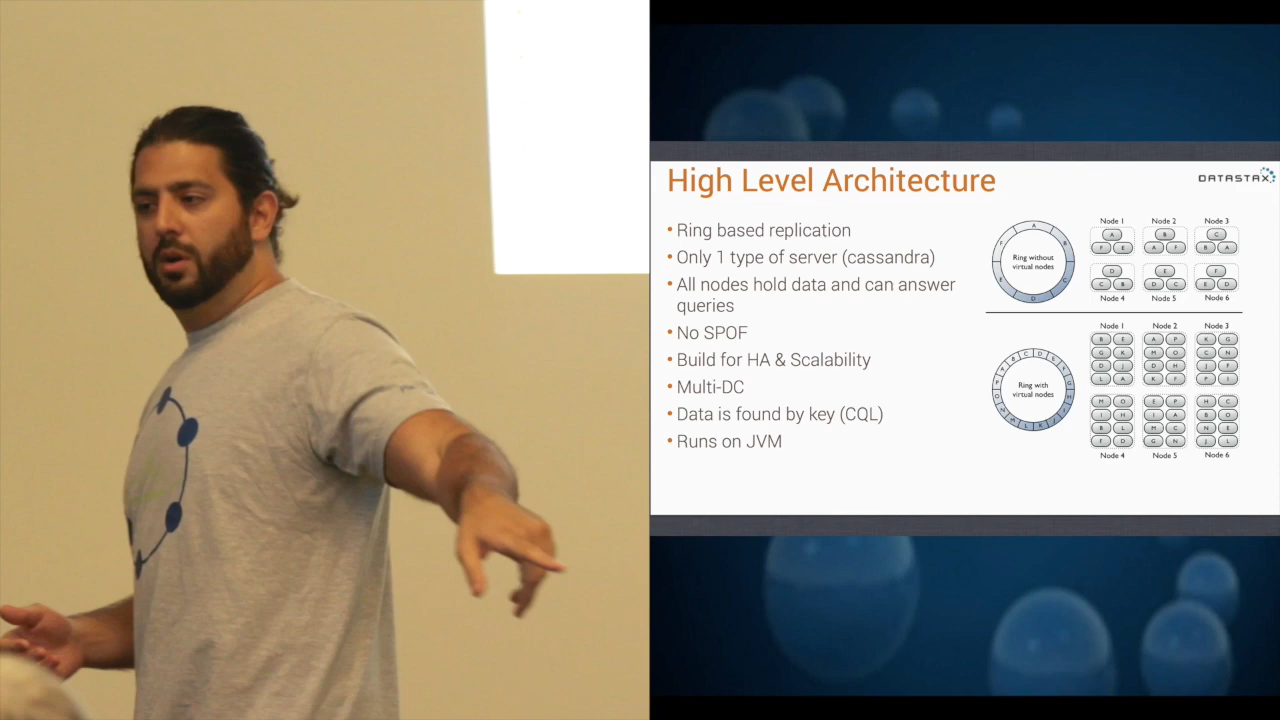 High Level Architecture
DATASTAX
• Ring based replication
• Only 1 type of server (cassandra)
• All nodes hold data and can answer
queries
• No SPOF
• Build for HA & Scalability
• Multi-DC
• Data is found by key (CQL)
• Runs on JVM
Ring without
virtual nodes
Node 1 Node 2 Node 3
A B C
F E A F B A
D E F
C B D C E D
Node 4 Node 5 Node 6
Ring with
virtual nodes
Node 1 Node 2 Node 3
B E A P K G
G K M O C N
D J D H J F
L A K F P I
M O E P H C
I H I A B O
B L M C N E
F D G N J L
Node 4 Node 5 Node 6